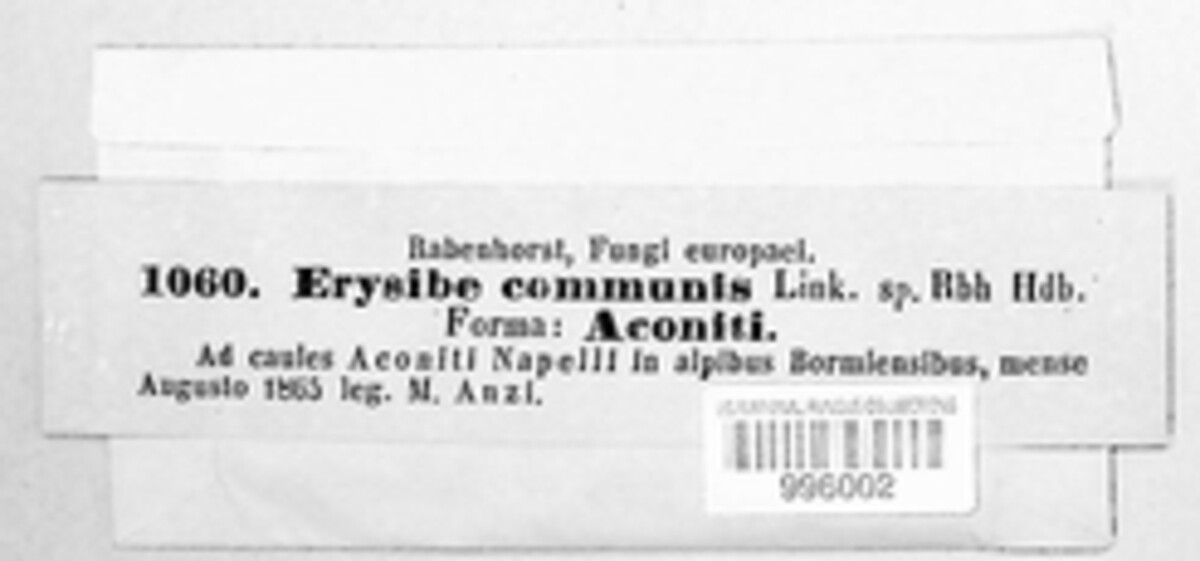 Rabenhorst, Fungi europaei.
1060. Erysibe communis Link. sp. Rbh Hdb.
Forma: Aconiti.
Ad caules Aconiti Napelli in alpibus Bormiensibus, mense
Augusto 1865 leg. M. Anzi.
996002